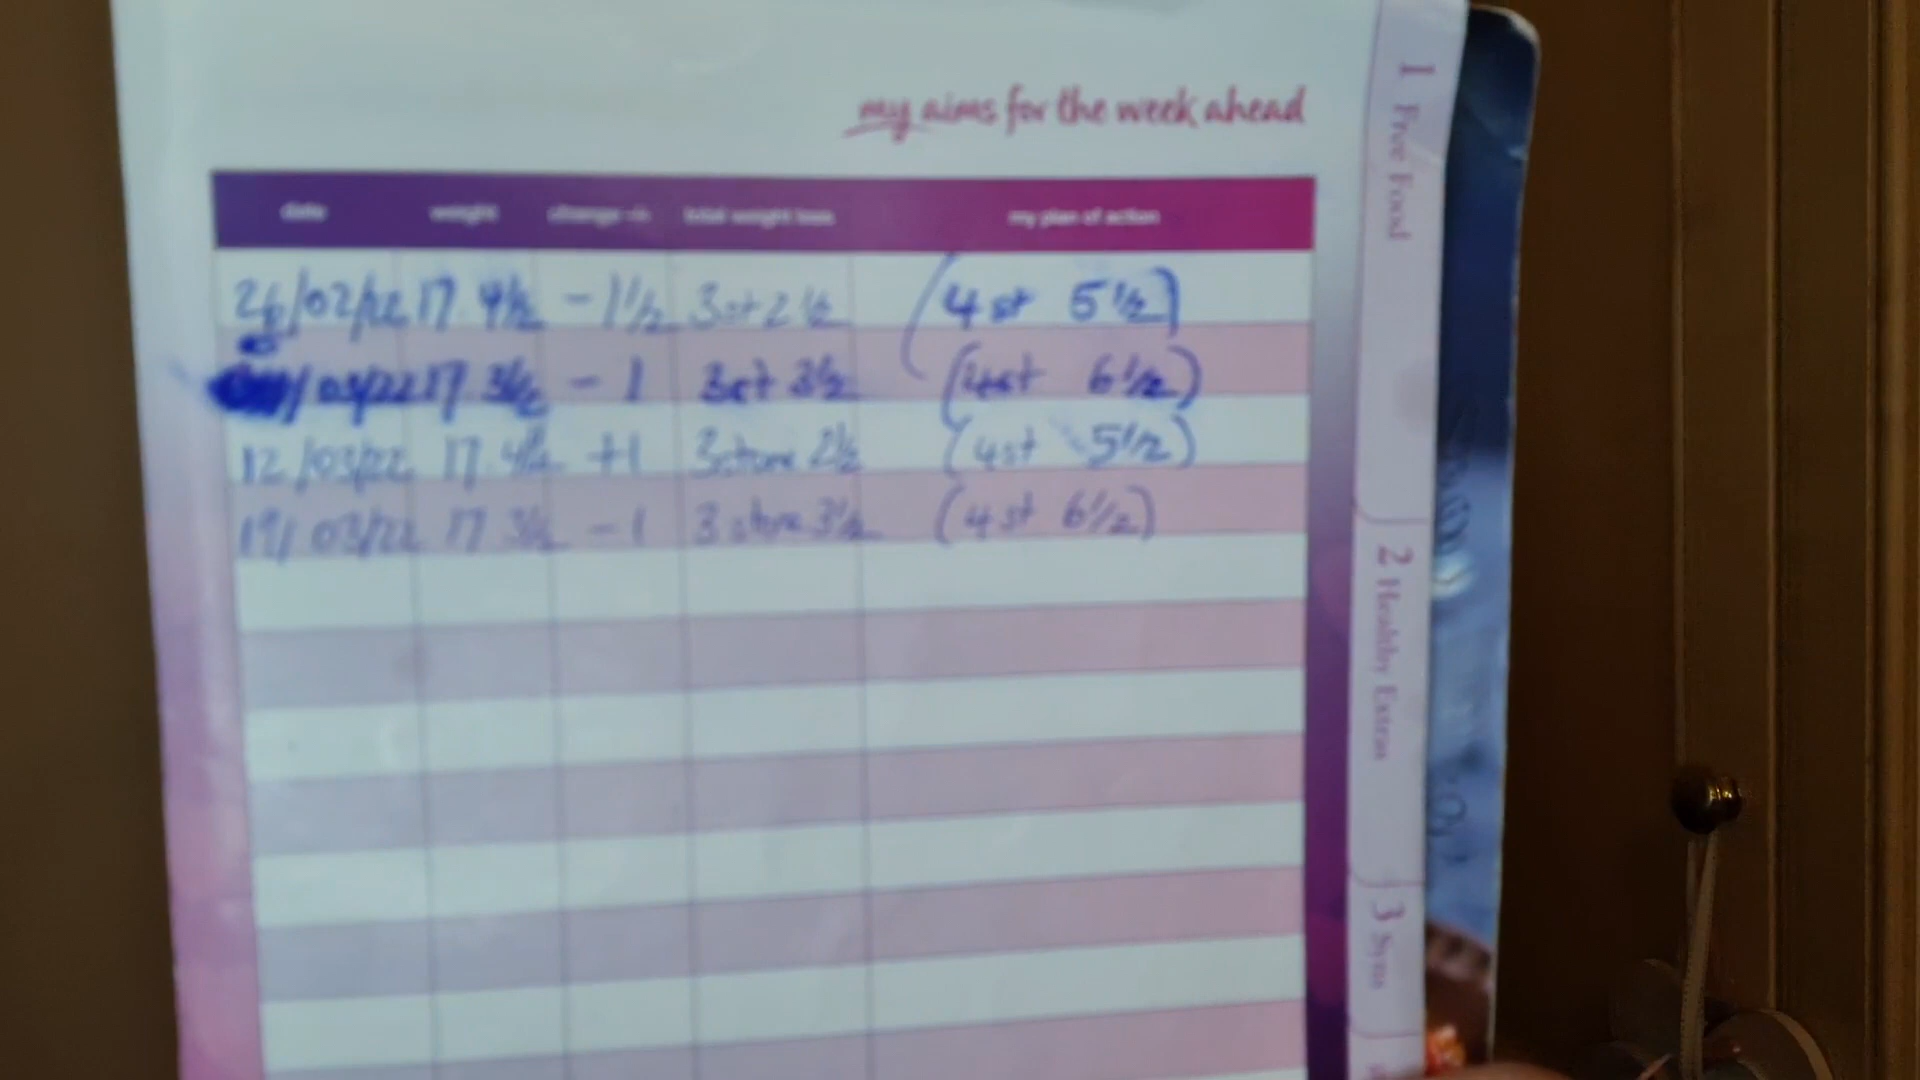 my aims for the week ahead
date weight change +/- total weight loss my plan of action
26/02/22 17 4½ - 1½ 3st 2½ (4st 5½)
/03/22 17 3½ - 1 3st 3½ (4st 6½)
12/03/22 17 4½ +1 3stone 2½ (4st 5½)
19/03/22 17 3½ - 1 3 stone 3½ (4st 6½)
1 Free Food
2 Healthy Extras
3 Syns